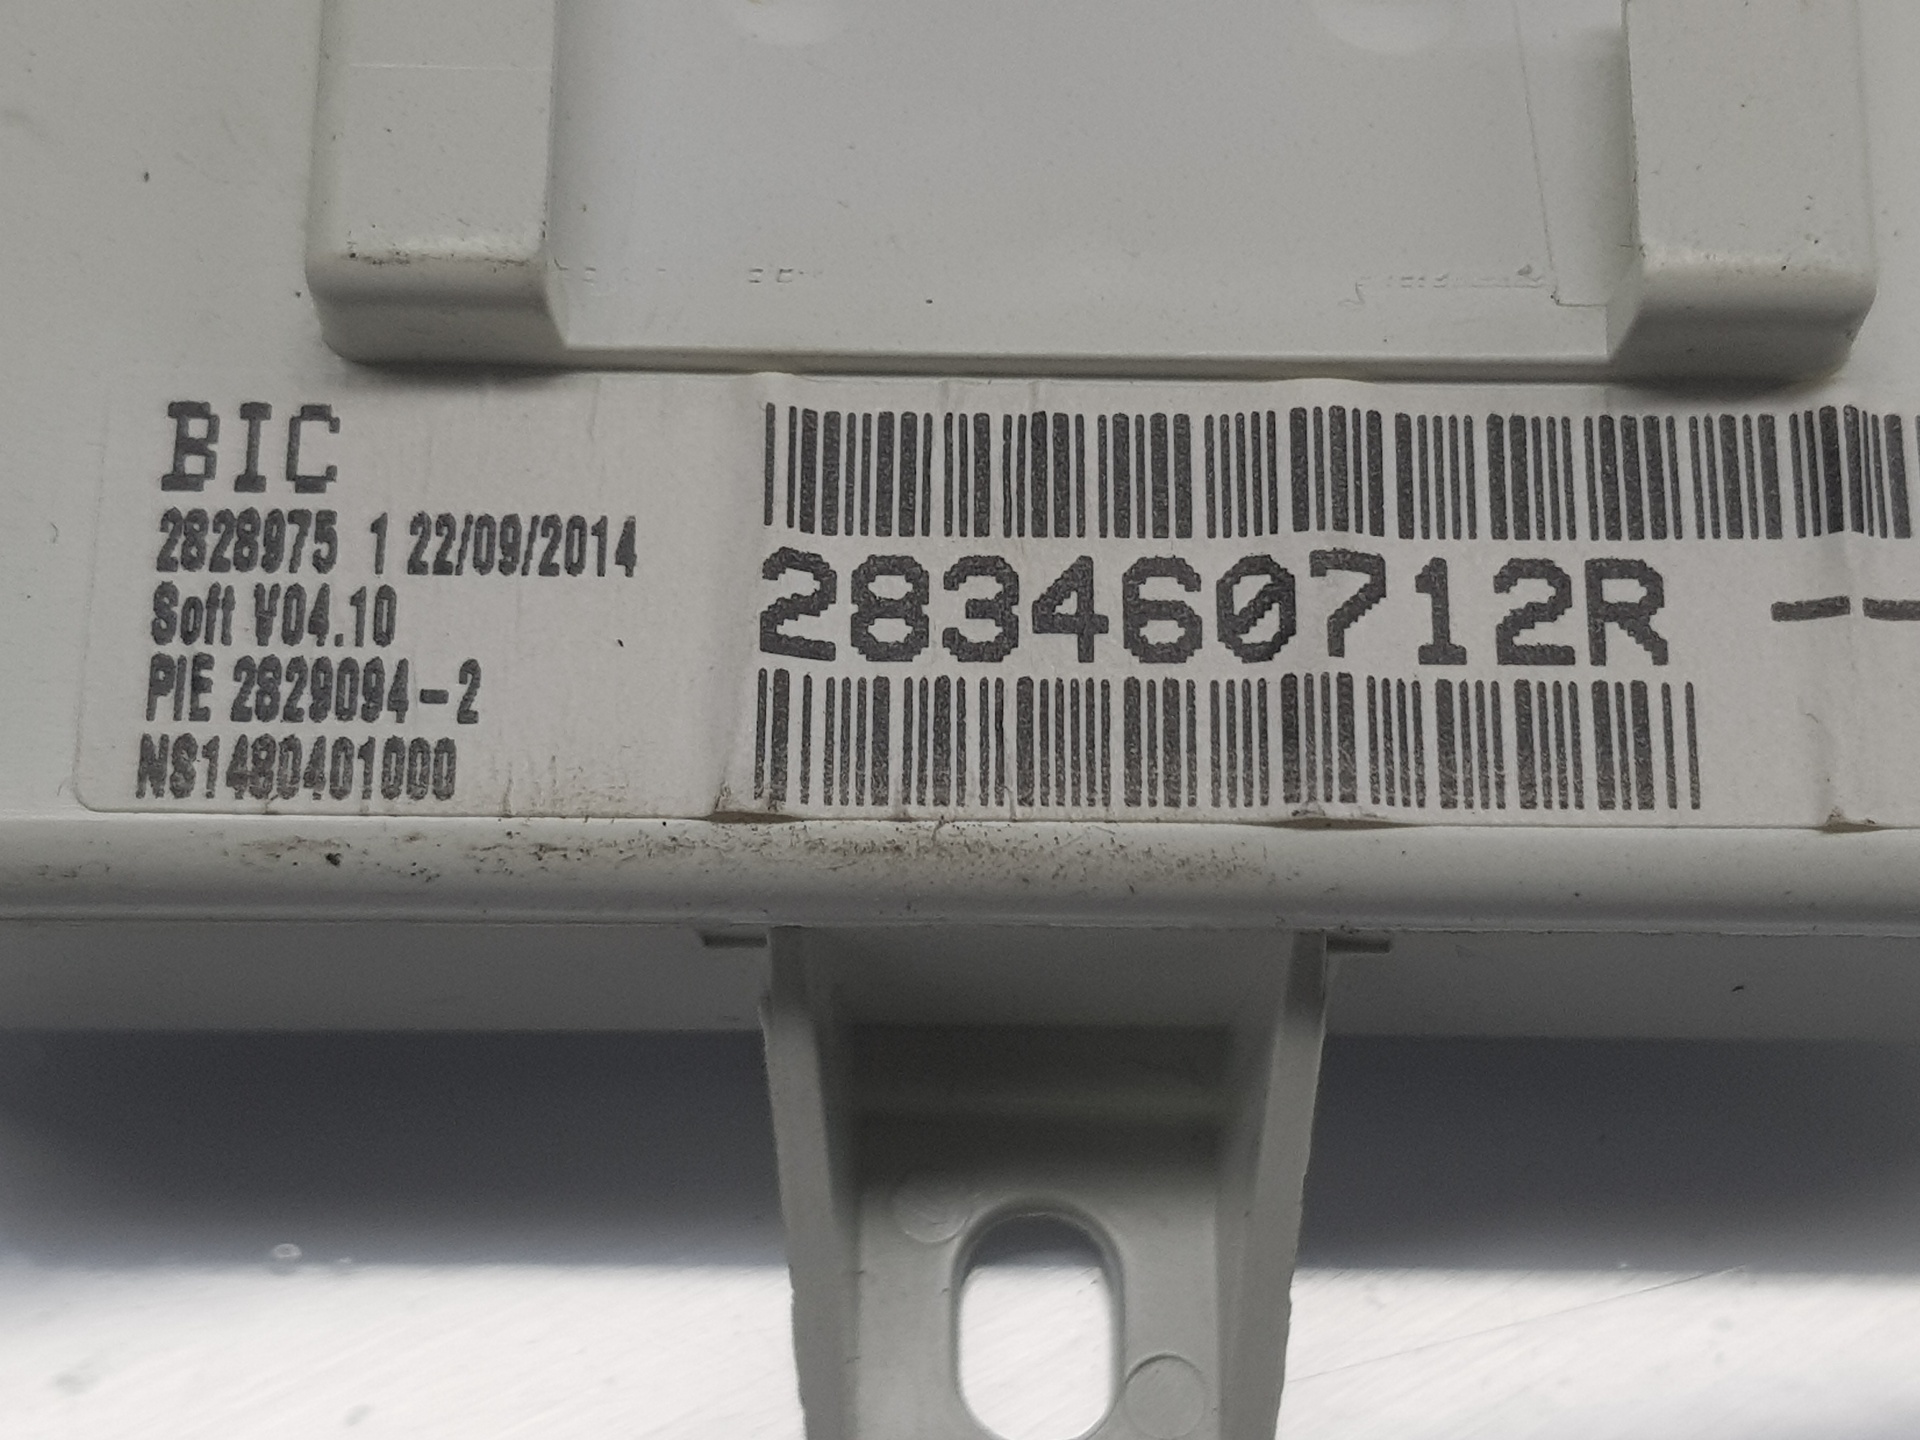 BIC
2828975 1 22/09/2014
Soft V04.10
PIE 2829094-2
NS1480401000
283460712R --